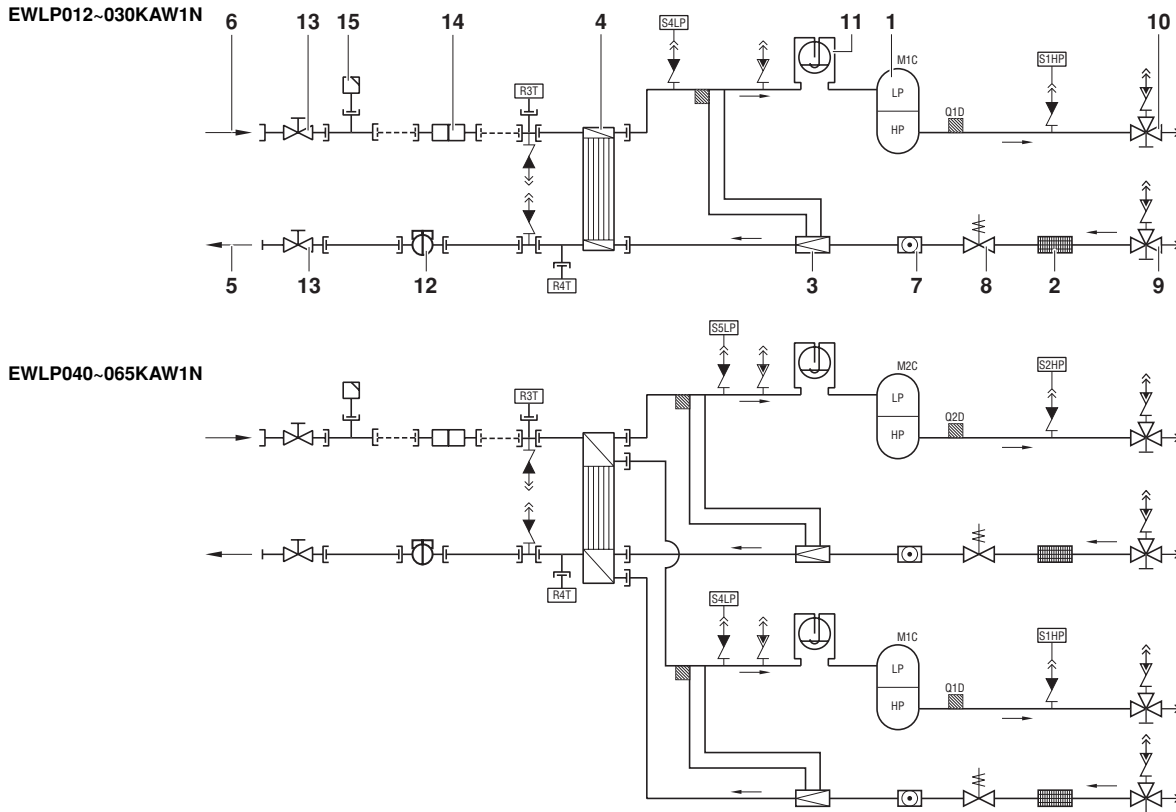 EWLP012~030KAW1N
6 13 15 14 4 11 1 10
S4LP
M1C
S1HP
R3T
LP
Q1D
HP
R4T
5 13 12 3 7 8 2 9
EWLP040~065KAW1N
S5LP
M2C
S2HP
R3T
LP
Q2D
HP
R4T
S4LP
M1C
S1HP
LP
Q1D
HP